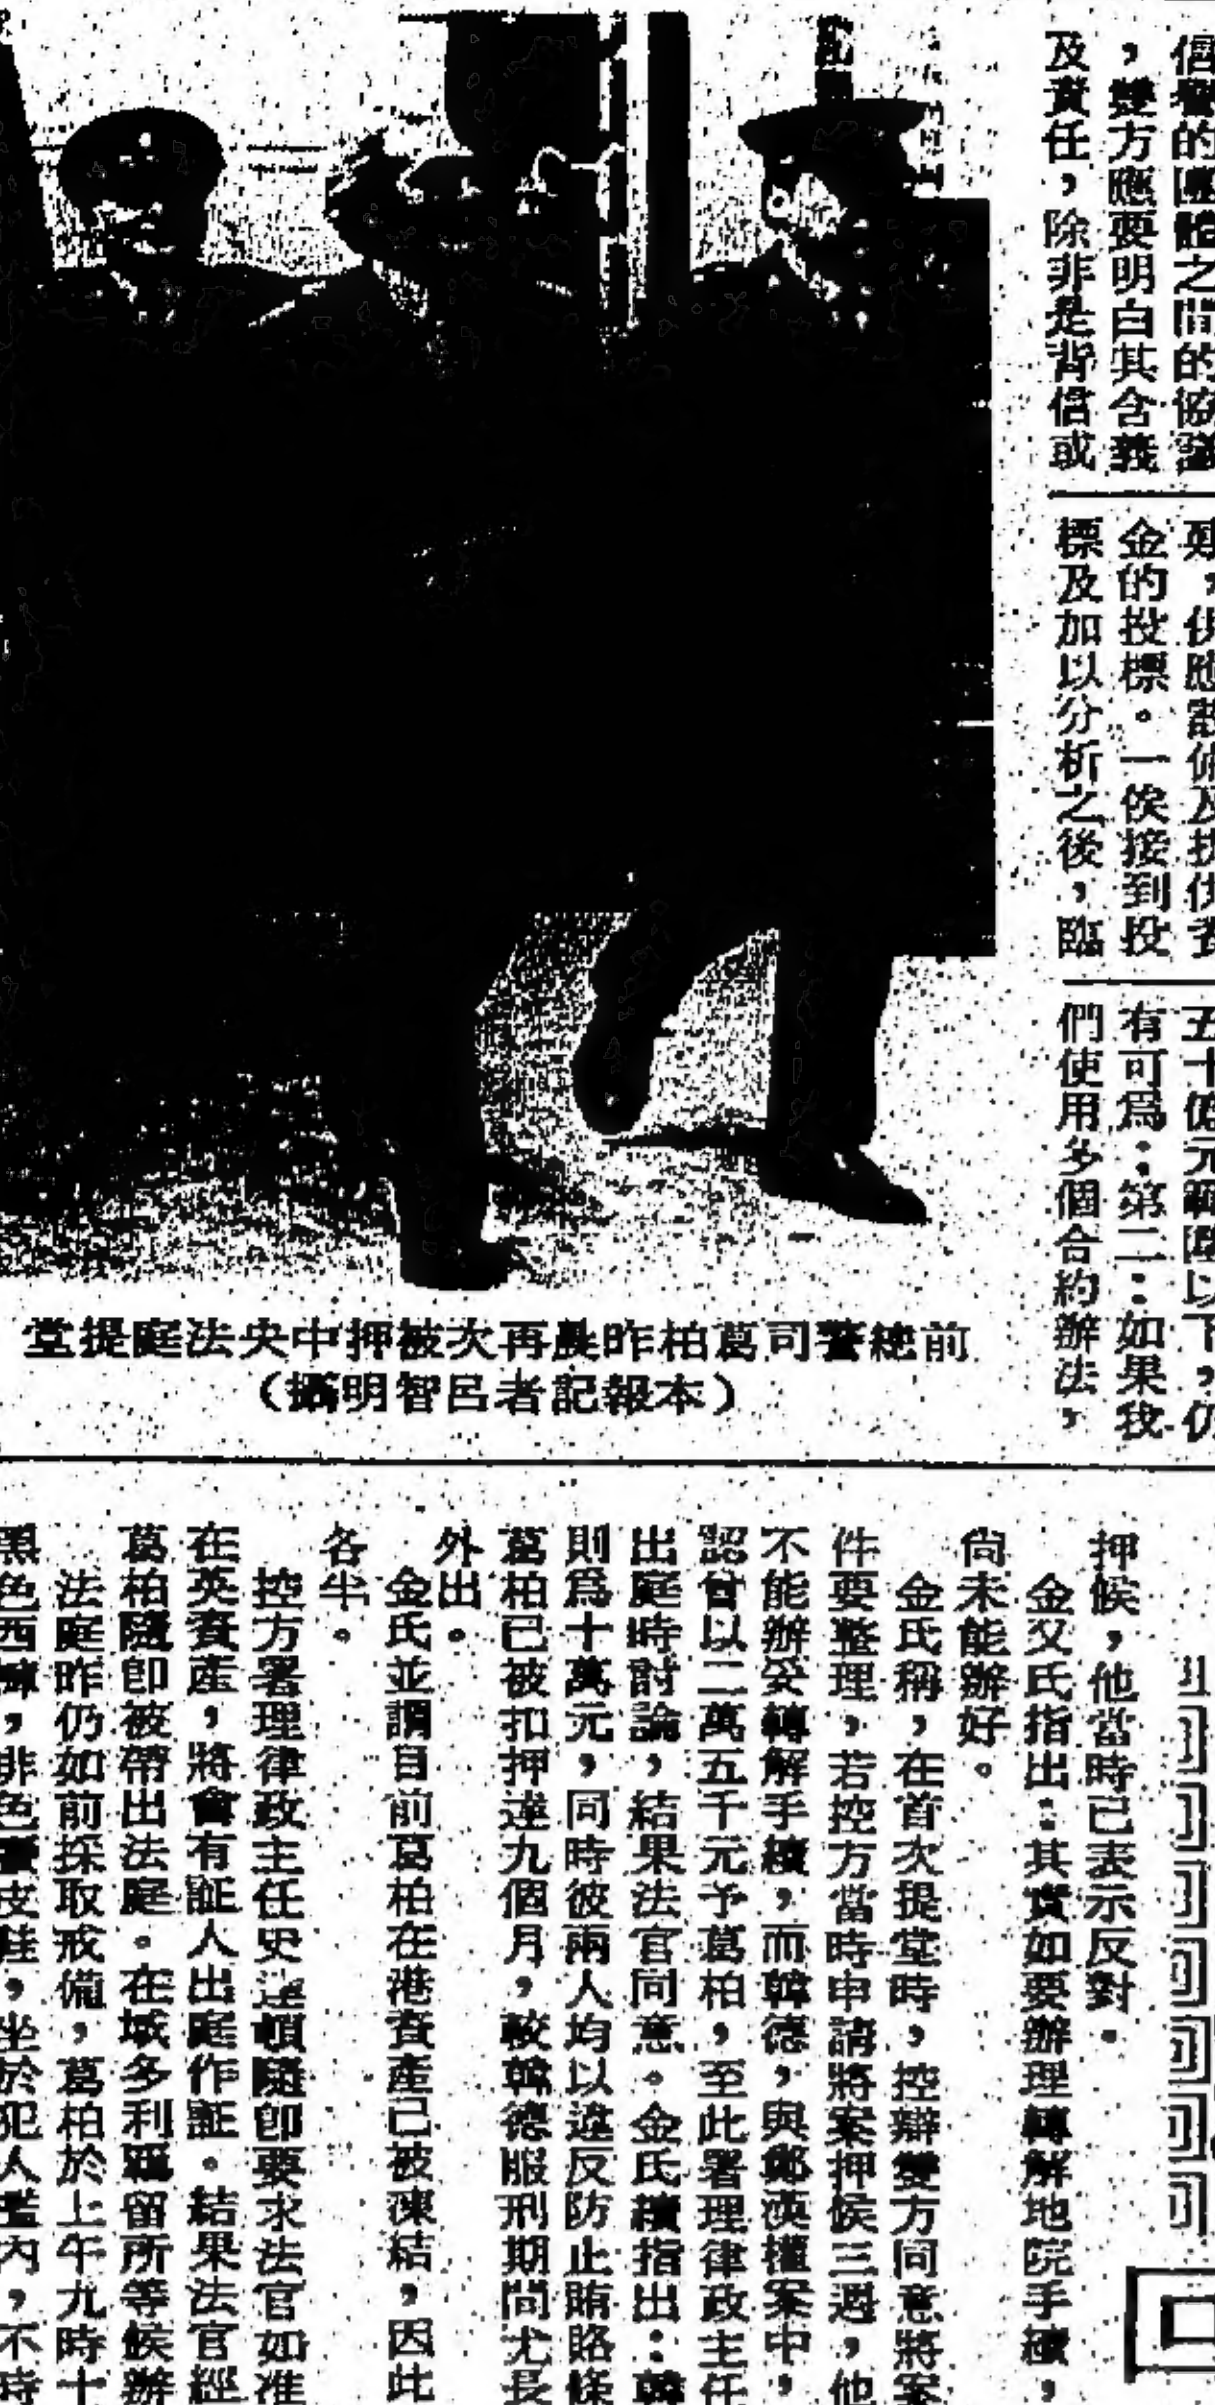 信譽的團體之間的協議
，雙方應要明白其含義
及責任，除非是背信或
金的投標。一俟接到投
標及加以分析之後，臨
五十億元範圍以下，仍
有可為；第二：如果我
們使用多個合約辦法，
前總警司葛柏昨晨再次被押中央法庭提堂
（本報記者呂智明攝）
押候，他當時已表示反對。
金又氏指出：其實如要辦理轉解地院手續，
尚未能辦好。
金氏稱，在首次提堂時，控辯雙方同意將案
件要整理，若控方當時申請將案押候三週，他
不能辦妥轉解手續，而韓德，與鄭漢權案中，
認曾以二萬五千元予葛柏，至此署理律政主任
出庭時討論，結果法官同意。金氏續指出：韓
則為十萬元，同時彼兩人均以違反防止賄賂條
葛柏已被扣押達九個月，較韓德服刑期間尤長
外出。
金氏並謂目前葛柏在港資產已被凍結，因此
各半。
控方署理律政主任史達頓隨即要求法官如准
在英資產，將會有証人出庭作証。結果法官經
葛柏隨即被帶出法庭。在域多利羈留所等候辦
法庭昨仍如前採取戒備，葛柏於上午九時十
黑色西褲，啡色
皮鞋，坐於犯人欄內，不時